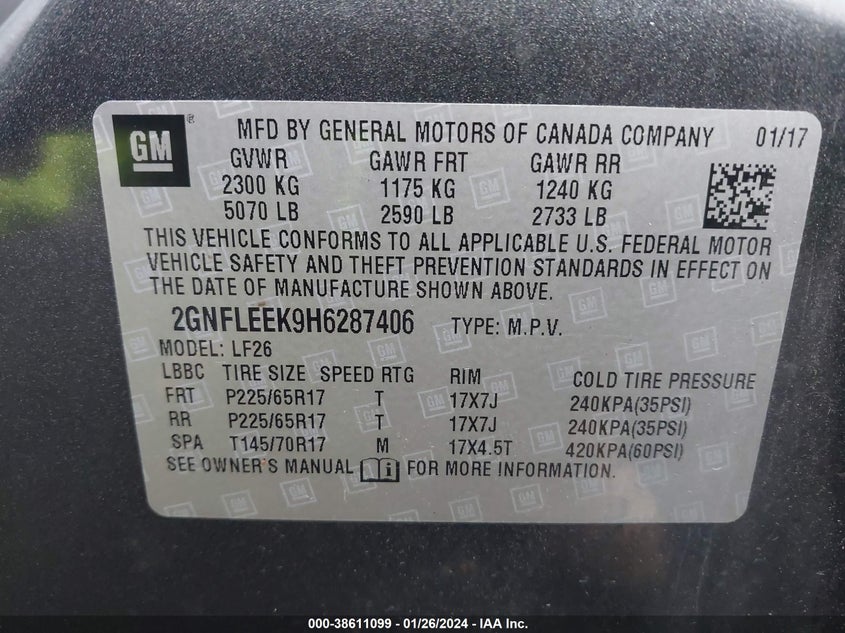 GM ® MFD BY GENERAL MOTORS OF CANADA COMPANY 01/17
GVWR GAWR FRT GAWR RR
2300 KG 1175 KG 1240 KG
5070 LB 2590 LB 2733 LB
THIS VEHICLE CONFORMS TO ALL APPLICABLE U.S. FEDERAL MOTOR
VEHICLE SAFETY AND THEFT PREVENTION STANDARDS IN EFFECT ON
THE DATE OF MANUFACTURE SHOWN ABOVE.
2GNFLEEK9H6287406 TYPE: M.P.V.
MODEL: LF26
LBBC TIRE SIZE SPEED RTG RIM COLD TIRE PRESSURE
FRT P225/65R17 T 17X7J 240KPA(35PSI)
RR P225/65R17 T 17X7J 240KPA(35PSI)
SPA T145/70R17 M 17X4.5T 420KPA(60PSI)
SEE OWNER'S MANUAL FOR MORE INFORMATION.
000-38611099 - 01/26/2024 - IAA Inc.